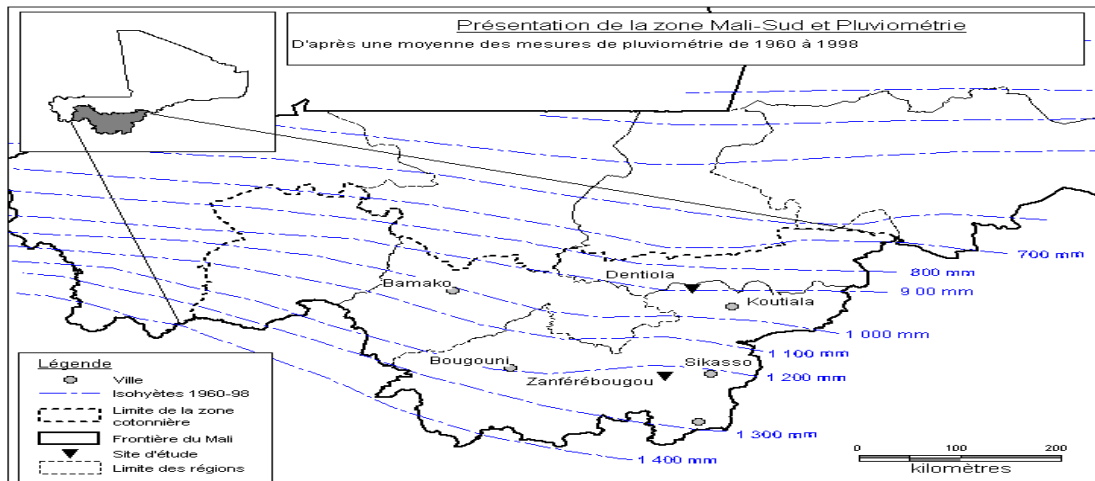 Présentation de la zone Mali-Sud et Pluviométrie
D'après une moyenne des mesures de pluviométrie de 1960 à 1998
700 mm
800 mm
Dentiola
9 00 mm
Bamako
Koutiala
1 000 mm
1 100 mm
Bougouni
Sikasso
Zanférébougou
1 200 mm
1 300 mm
1 400 mm
Légende
Ville
Isohyètes 1960-98
Limite de la zone
cotonnière
Frontière du Mali
Site d'étude
Limite des régions
0 100 200
kilomètres